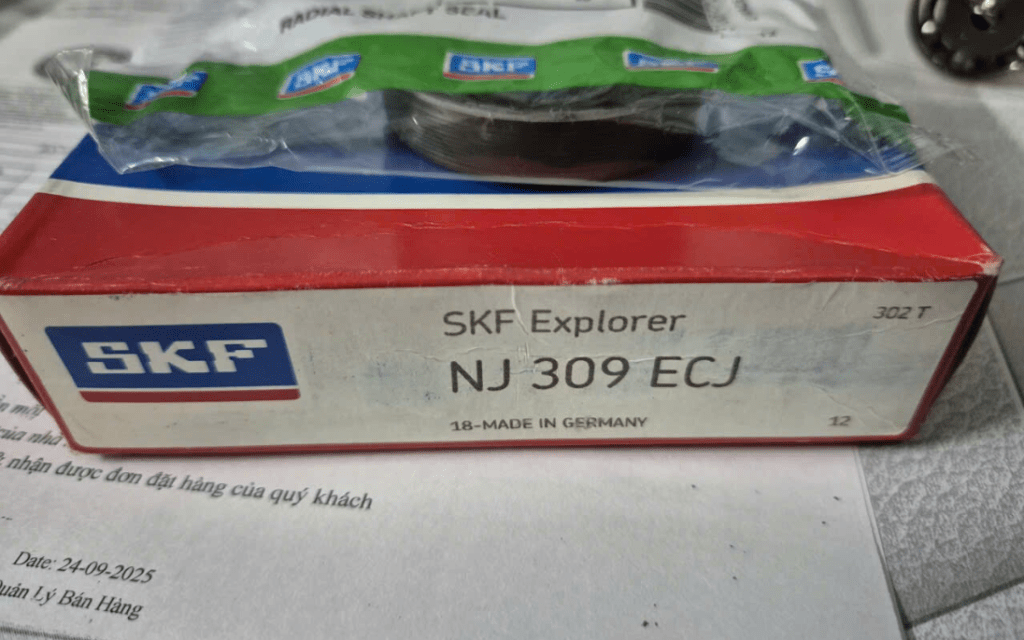 RADIAL SHAFT SEAL
SKF
SKF
SKF
SKF
SKF
SKF
SKF Explorer
302 T
NJ 309 ECJ
18-MADE IN GERMANY
12
nhận được đơn đặt hàng của quý khách
Date: 24-09-2025
Quản Lý Bán Hàng